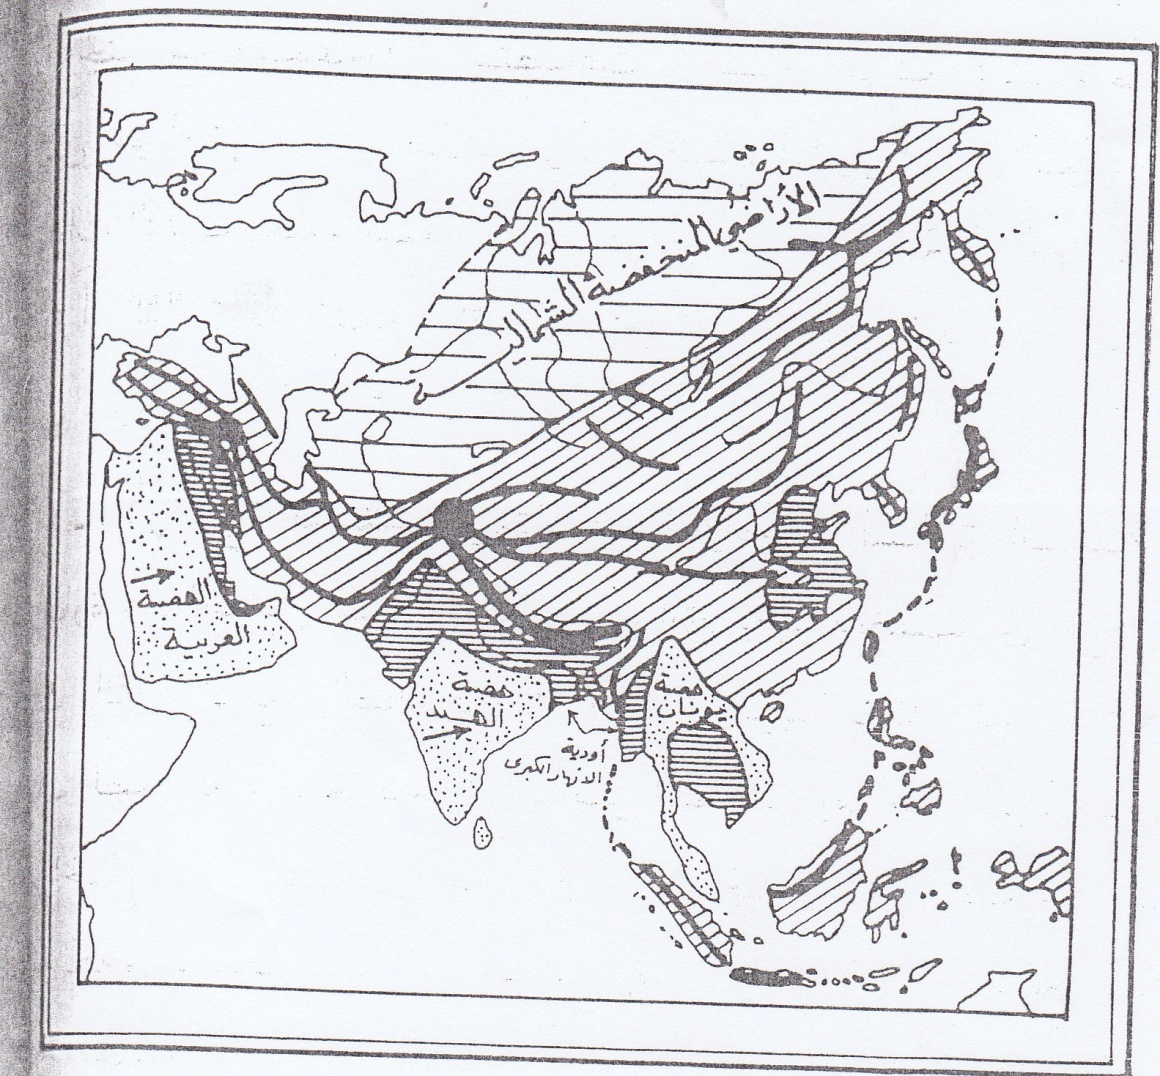 الأراضي المنخفضة الشمالية
الهضبة
العربية
هضبة
الهند
هضبة
يونان
أودية
الأنهار الكبرى